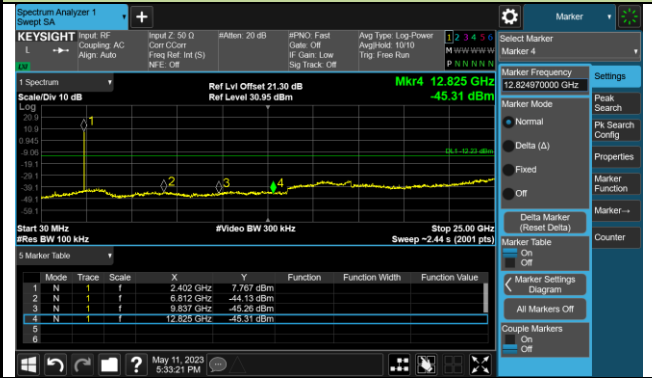 Spectrum Analyzer 1
Swept SA
Marker
KEYSIGHT
L
Input: RF
Coupling: AC
Align: Auto
Input Z: 50 Ω
Corr CCorr
Freq Ref: Int (S)
NFE: Off
#Atten: 20 dB
#PNO: Fast
Gate: Off
IF Gain: Low
Sig Track: Off
Avg Type: Log-Power
Avg|Hold: 10/10
Trig: Free Run
1 2 3 4 5 6
M W W W W W
P N N N N N
Select Marker
Marker 4
1 Spectrum
Scale/Div 10 dB
Ref Lvl Offset 21.30 dB
Ref Level 30.95 dBm
Mkr4 12.825 GHz
-45.31 dBm
Log
20.9
10.9
0.945
-9.06
-19.1
-29.1
-39.1
-49.1
-59.1
1
2
3
4
DL1 -12.23 dBm
Start 30 MHz
#Res BW 100 kHz
#Video BW 300 kHz
Stop 25.00 GHz
Sweep ~2.44 s (2001 pts)
5 Marker Table
Mode Trace Scale X Y Function Function Width Function Value
1 N 1 f 2.402 GHz 7.767 dBm
2 N 1 f 6.812 GHz -44.13 dBm
3 N 1 f 9.837 GHz -45.26 dBm
4 N 1 f 12.825 GHz -45.31 dBm
5
6
Marker Frequency
12.824970000 GHz
Marker Mode
Normal
Delta (Δ)
Fixed
Off
Delta Marker
(Reset Delta)
Marker Table
On
Off
Marker Settings
Diagram
All Markers Off
Couple Markers
On
Off
Settings
Peak
Search
Pk Search
Config
Properties
Marker
Function
Marker→
Counter
?
May 11, 2023
5:33:21 PM